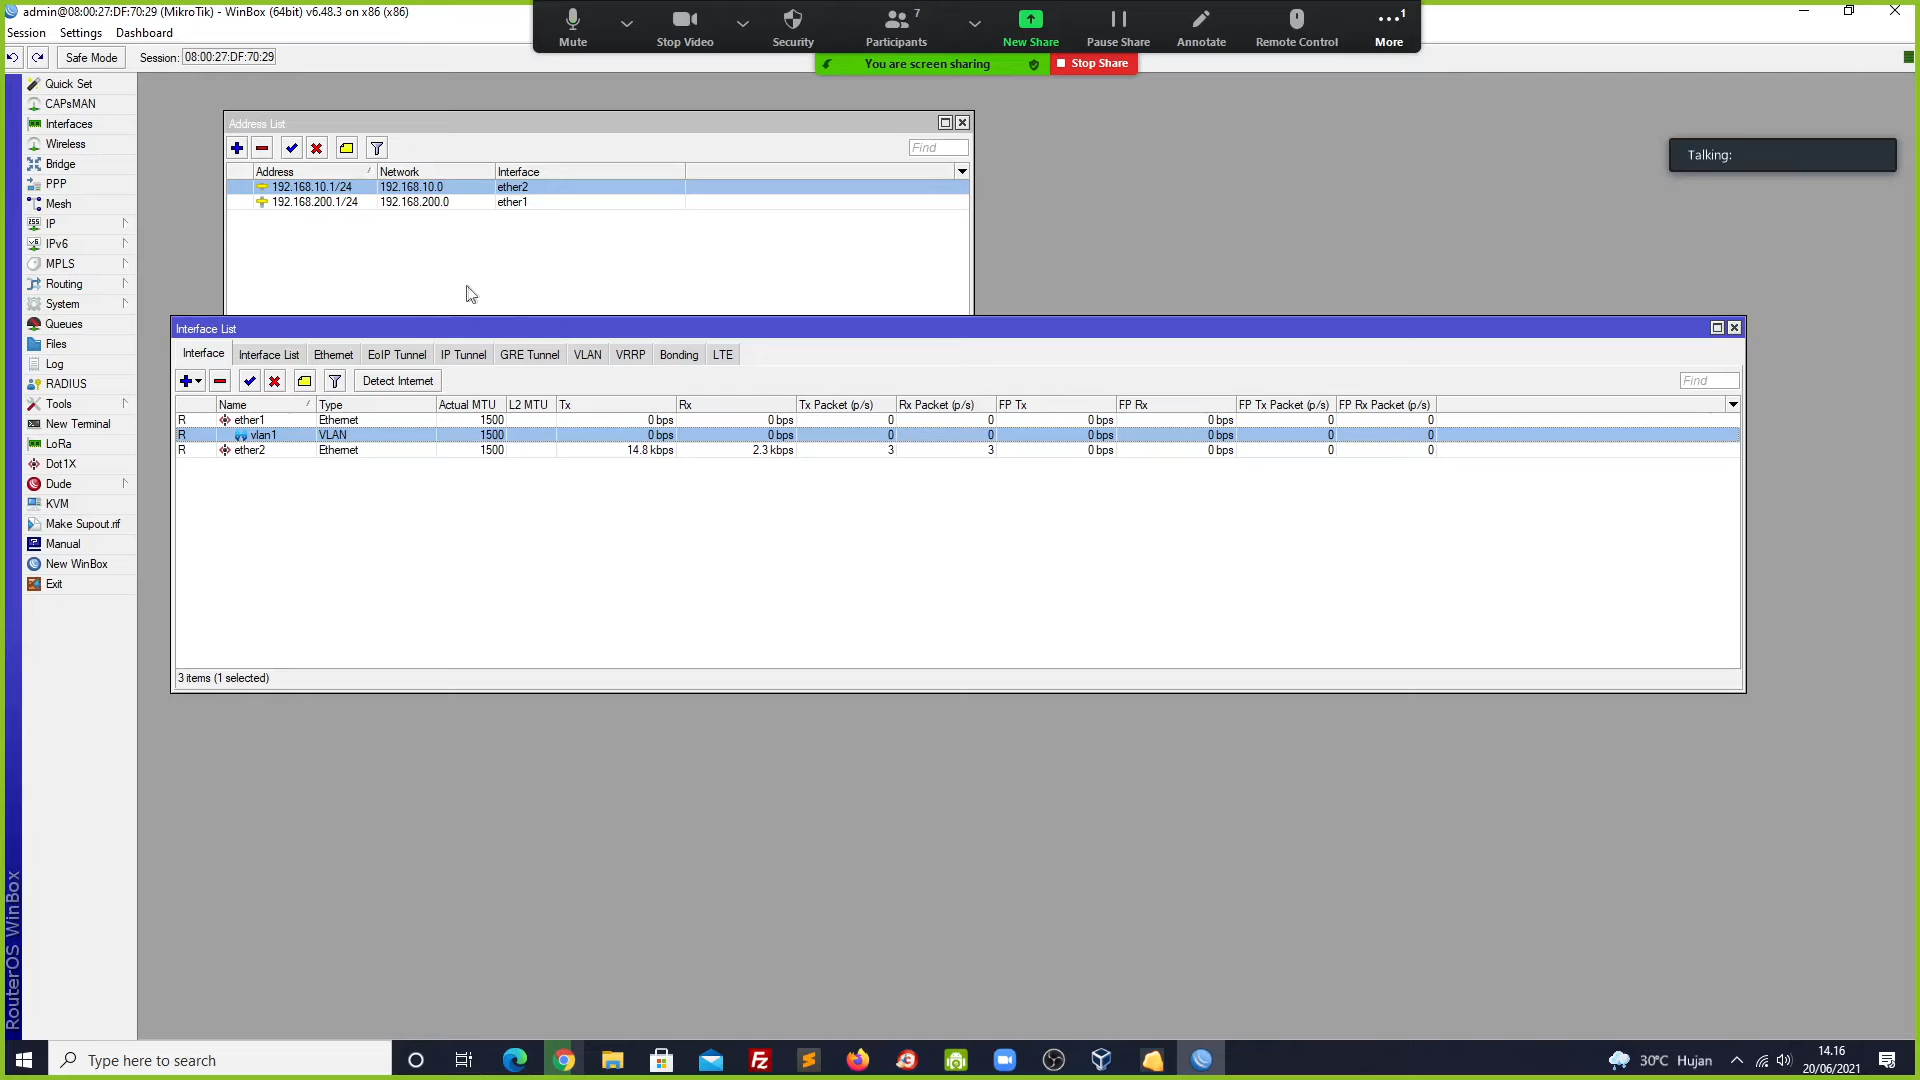 admin@08:00:27:DF:70:29 (MikroTik) - WinBox (64bit) v6.48.3 on x86 (x86)
Session Settings Dashboard
Safe Mode Session: 08:00:27:DF:70:29
Mute Stop Video Security Participants 7 New Share Pause Share Annotate Remote Control More 1
You are screen sharing Stop Share
Talking:
Quick Set
CAPsMAN
Interfaces
Wireless
Bridge
PPP
Mesh
IP
IPv6
MPLS
Routing
System
Queues
Files
Log
RADIUS
Tools
New Terminal
LoRa
Dot1X
Dude
KVM
Make Supout.rif
Manual
New WinBox
Exit
RouterOS WinBox
Address List
Find
Address Network Interface
192.168.10.1/24 192.168.10.0 ether2
192.168.200.1/24 192.168.200.0 ether1
Interface List
Interface Interface List Ethernet EoIP Tunnel IP Tunnel GRE Tunnel VLAN VRRP Bonding LTE
Detect Internet Find
Name Type Actual MTU L2 MTU Tx Rx Tx Packet (p/s) Rx Packet (p/s) FP Tx FP Rx FP Tx Packet (p/s) FP Rx Packet (p/s)
R ether1 Ethernet 1500 0 bps 0 bps 0 0 0 bps 0 bps 0 0
R vlan1 VLAN 1500 0 bps 0 bps 0 0 0 bps 0 bps 0 0
R ether2 Ethernet 1500 14.8 kbps 2.3 kbps 3 3 0 bps 0 bps 0 0
3 items (1 selected)
Type here to search
30°C Hujan
14.16
20/06/2021